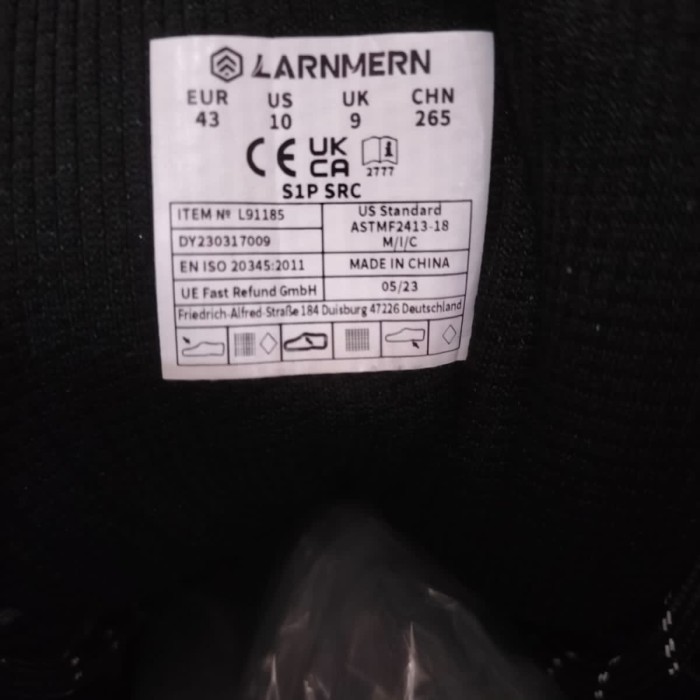 LARNMERN
EUR US UK CHN
43 10 9 265
CE UK CA
2777
S1P SRC
ITEM Nº L91185
DY230317009
EN ISO 20345:2011
UE Fast Refund GmbH
US Standard
ASTMF2413-18
M/I/C
MADE IN CHINA
05/23
Friedrich-Alfred-Straße 184 Duisburg 47226 Deutschland